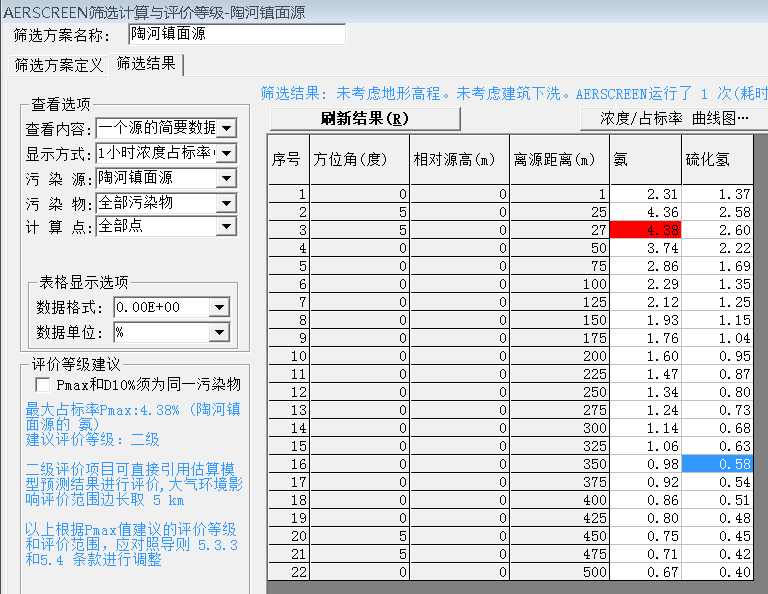 AERSCREEN筛选计算与评价等级-陶河镇面源
筛选方案名称: 陶河镇面源
筛选方案定义 筛选结果
筛选结果: 未考虑地形高程。未考虑建筑下洗。AERSCREEN运行了 1 次(耗时
查看选项
查看内容: 一个源的简要数据
显示方式: 1小时浓度占标率
污 染 源: 陶河镇面源
污 染 物: 全部污染物
计 算 点: 全部点
表格显示选项
数据格式: 0.00E+00
数据单位: %
评价等级建议
Pmax和D10%须为同一污染物
最大占标率Pmax:4.38% (陶河镇
面源的 氨)
建议评价等级: 二级
二级评价项目可直接引用估算模
型预测结果进行评价,大气环境影
响评价范围边长取 5 km
以上根据Pmax值建议的评价等级
和评价范围, 应对照导则 5.3.3
和5.4 条款进行调整
刷新结果(R) 浓度/占标率 曲线图…
序号 方位角(度) 相对源高(m) 离源距离(m) 氨 硫化氢
1 0 0 1 2.31 1.37
2 5 0 25 4.36 2.58
3 5 0 27 4.38 2.60
4 0 0 50 3.74 2.22
5 0 0 75 2.86 1.69
6 0 0 100 2.29 1.35
7 0 0 125 2.12 1.25
8 0 0 150 1.93 1.15
9 0 0 175 1.76 1.04
10 0 0 200 1.60 0.95
11 0 0 225 1.47 0.87
12 0 0 250 1.34 0.80
13 0 0 275 1.24 0.73
14 0 0 300 1.14 0.68
15 0 0 325 1.06 0.63
16 0 0 350 0.98 0.58
17 0 0 375 0.92 0.54
18 0 0 400 0.86 0.51
19 0 0 425 0.80 0.48
20 5 0 450 0.75 0.45
21 5 0 475 0.71 0.42
22 0 0 500 0.67 0.40